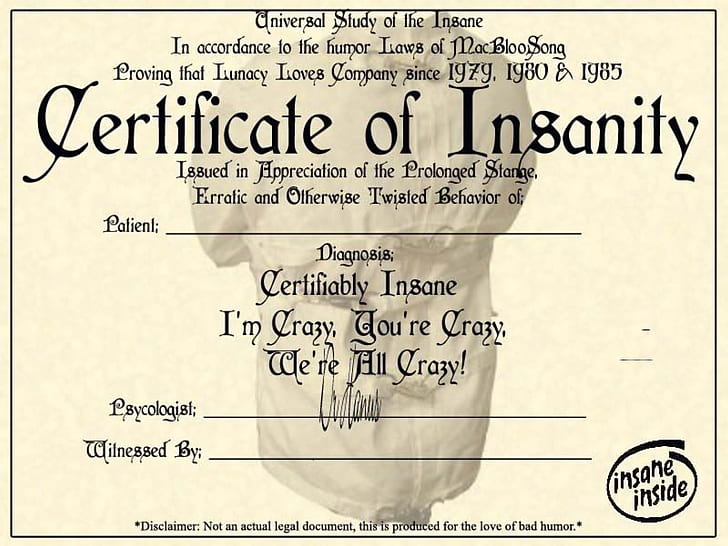 Universal Study of the Insane
In accordance to the humor Laws of MacBlooSong
Proving that Lunacy Loves Company since 1979, 1980 & 1985
Certificate of Insanity
Issued in Appreciation of the Prolonged Stange,
Erratic and Otherwise Twisted Behavior of:
Patient:
Diagnosis:
Certifiably Insane
I'm Crazy, You're Crazy,
We're All Crazy!
Psycologist:
Witnessed By:
insane
inside
*Disclaimer: Not an actual legal document, this is produced for the love of bad humor.*